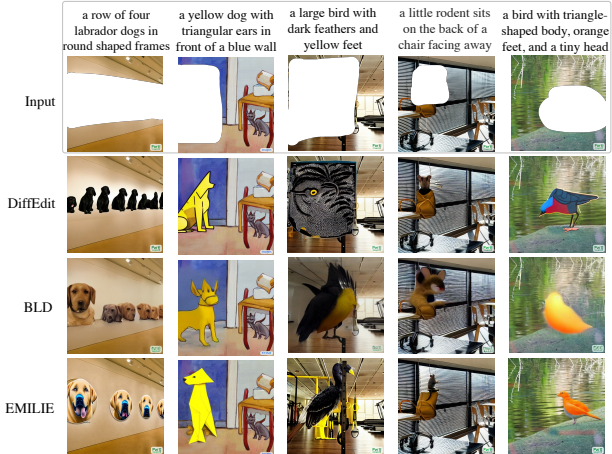 a row of four
labrador dogs in
round shaped frames
a yellow dog with
triangular ears in
front of a blue wall
a large bird with
dark feathers and
yellow feet
a little rodent sits
on the back of a
chair facing away
a bird with triangle-
shaped body, orange
feet, and a tiny head
Input
DiffEdit
BLD
EMILIE